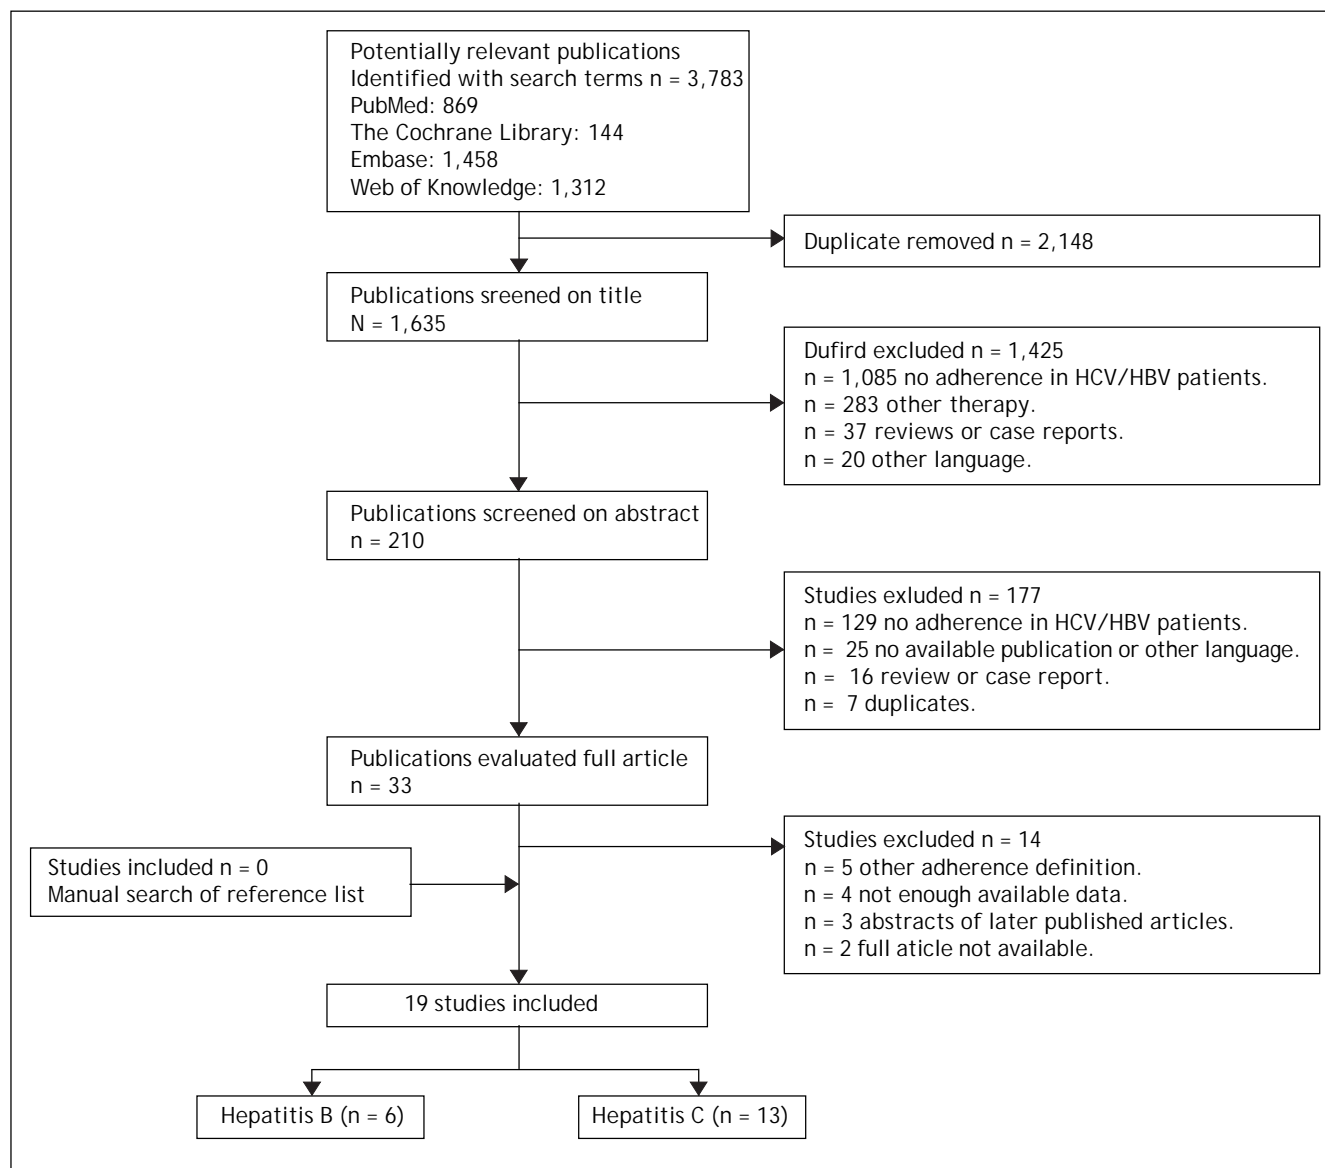 Potentially relevant publications
Identified with search terms n = 3,783
PubMed: 869
The Cochrane Library: 144
Embase: 1,458
Web of Knowledge: 1,312
Duplicate removed n = 2,148
Publications sreened on title
N = 1,635
Dufird excluded n = 1,425
n = 1,085 no adherence in HCV/HBV patients.
n = 283 other therapy.
n = 37 reviews or case reports.
n = 20 other language.
Publications screened on abstract
n = 210
Studies exluded n = 177
n = 129 no adherence in HCV/HBV patients.
n = 25 no available publication or other language.
n = 16 review or case report.
n = 7 duplicates.
Publications evaluated full article
n = 33
Studies excluded n = 14
n = 5 other adherence definition.
n = 4 not enough available data.
n = 3 abstracts of later published articles.
n = 2 full aticle not available.
Studies included n = 0
Manual search of reference list
19 studies included
Hepatitis B (n = 6)
Hepatitis C (n = 13)